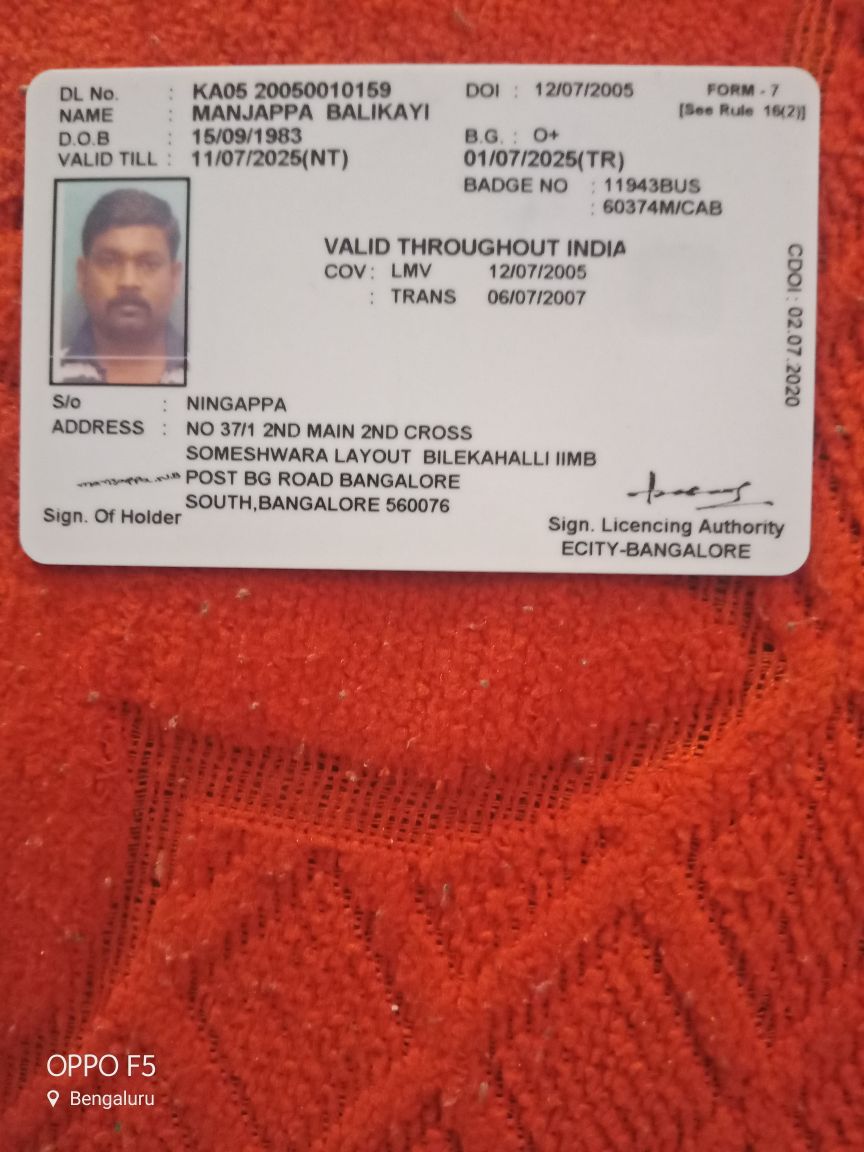 DL No. : KA05 20050010159 DOI : 12/07/2005 FORM - 7
NAME : MANJAPPA BALIKAYI [See Rule 16(2)]
D.O.B : 15/09/1983 B.G. : O+
VALID TILL : 11/07/2025(NT) 01/07/2025(TR)
BADGE NO : 11943BUS
: 60374M/CAB
VALID THROUGHOUT INDIA
COV : LMV 12/07/2005
: TRANS 06/07/2007
CDOI : 02.07.2020
S/o : NINGAPPA
ADDRESS : NO 37/1 2ND MAIN 2ND CROSS
SOMESHWARA LAYOUT BILEKAHALLI IIMB
POST BG ROAD BANGALORE
SOUTH,BANGALORE 560076
Sign. Of Holder
Sign. Licencing Authority
ECITY-BANGALORE
OPPO F5
Bengaluru